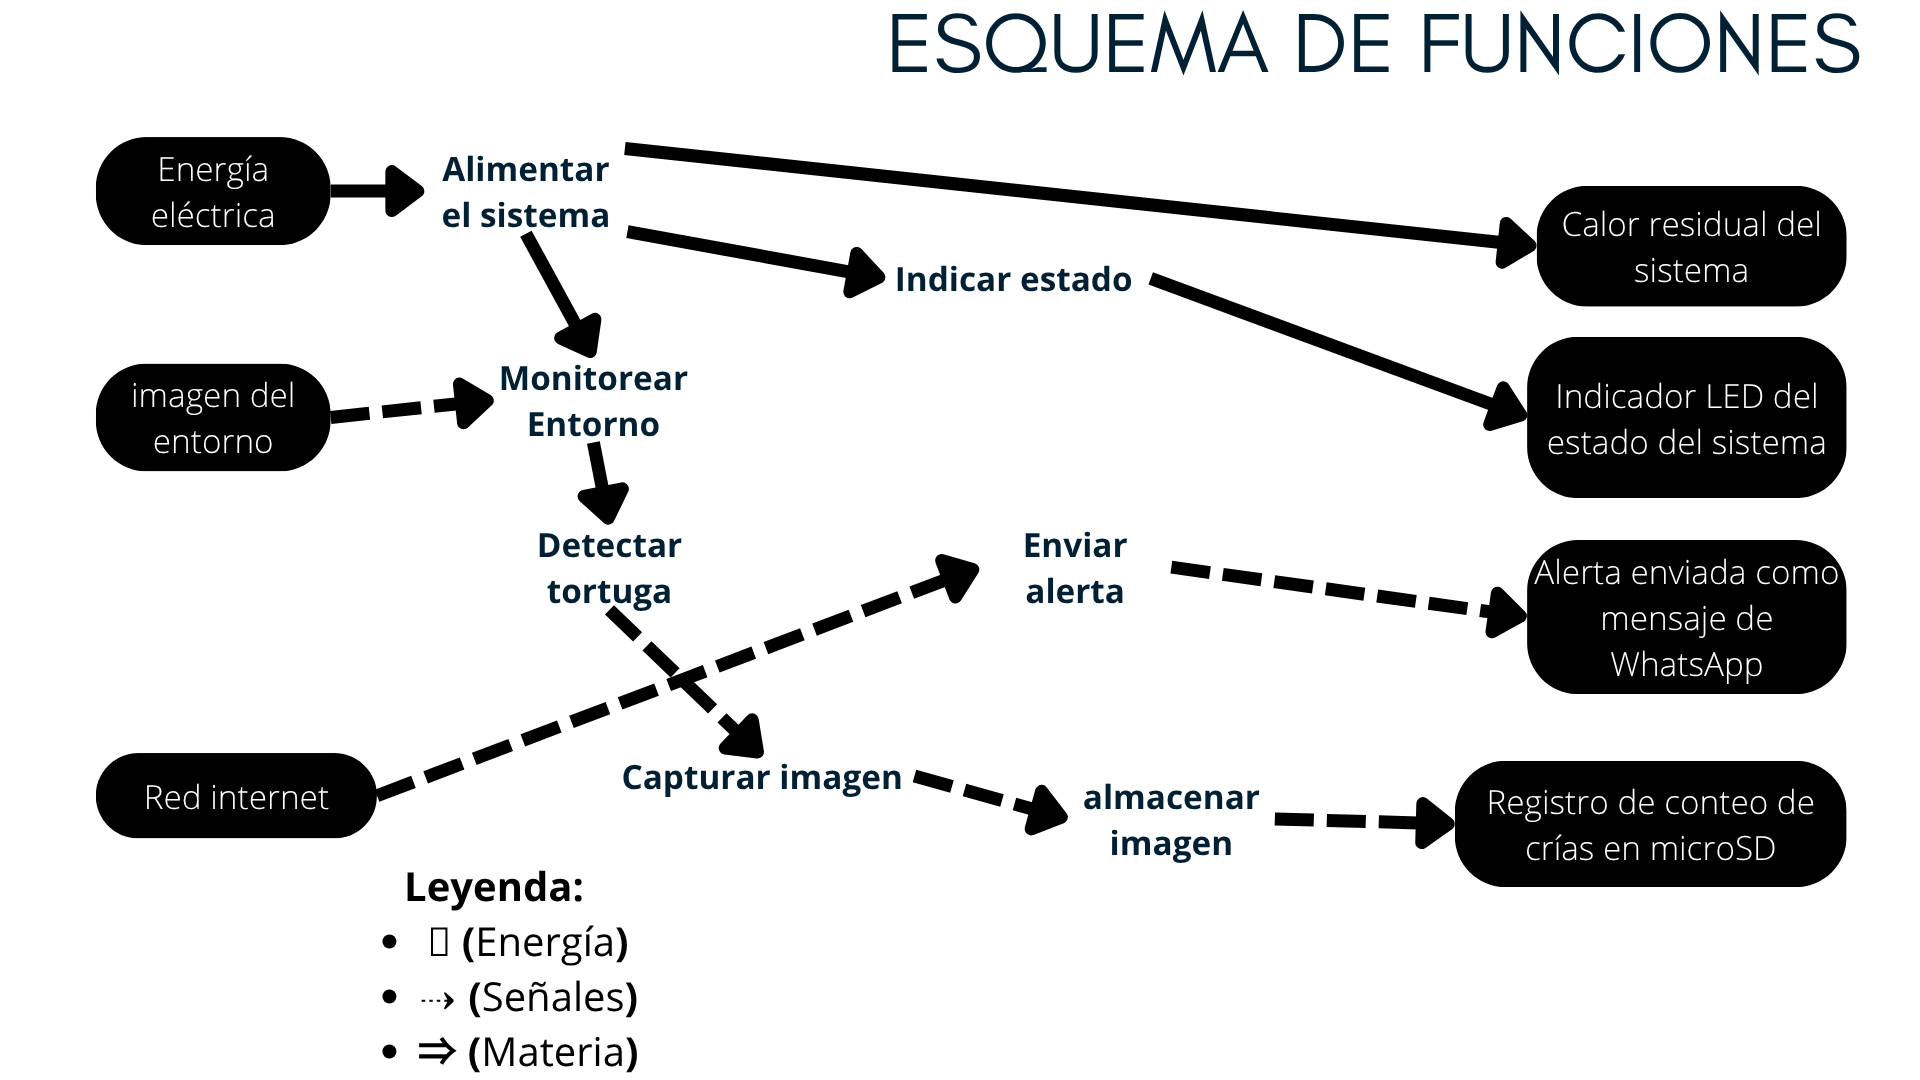 ESQUEMA DE FUNCIONES
Energía
eléctrica
Alimentar
el sistema
Calor residual del
sistema
Indicar estado
imagen del
entorno
Monitorear
Entorno
Indicador LED del
estado del sistema
Detectar
tortuga
Enviar
alerta
Alerta enviada como
mensaje de
WhatsApp
Red internet
Capturar imagen
almacenar
imagen
Registro de conteo de
crías en microSD
Leyenda:
• (Energía)
• ⇢ (Señales)
• ⇒ (Materia)